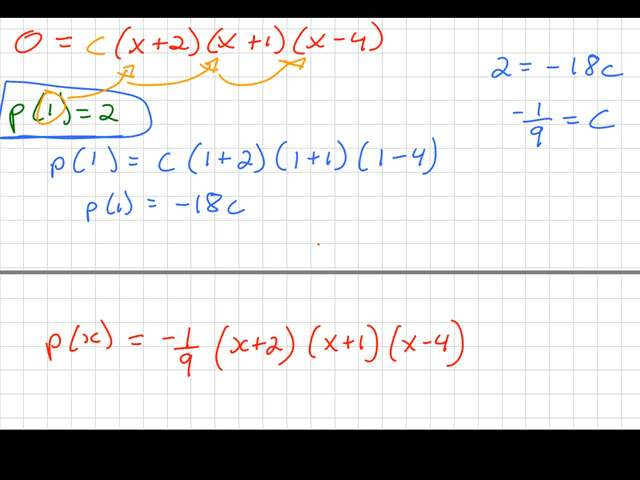 0 = c(x+2)(x+1)(x-4)
p(1)=2
p(1) = c(1+2)(1+1)(1-4)
p(1) = -18c
2 = -18c
-1/9 = c
p(x) = -1/9 (x+2)(x+1)(x-4)